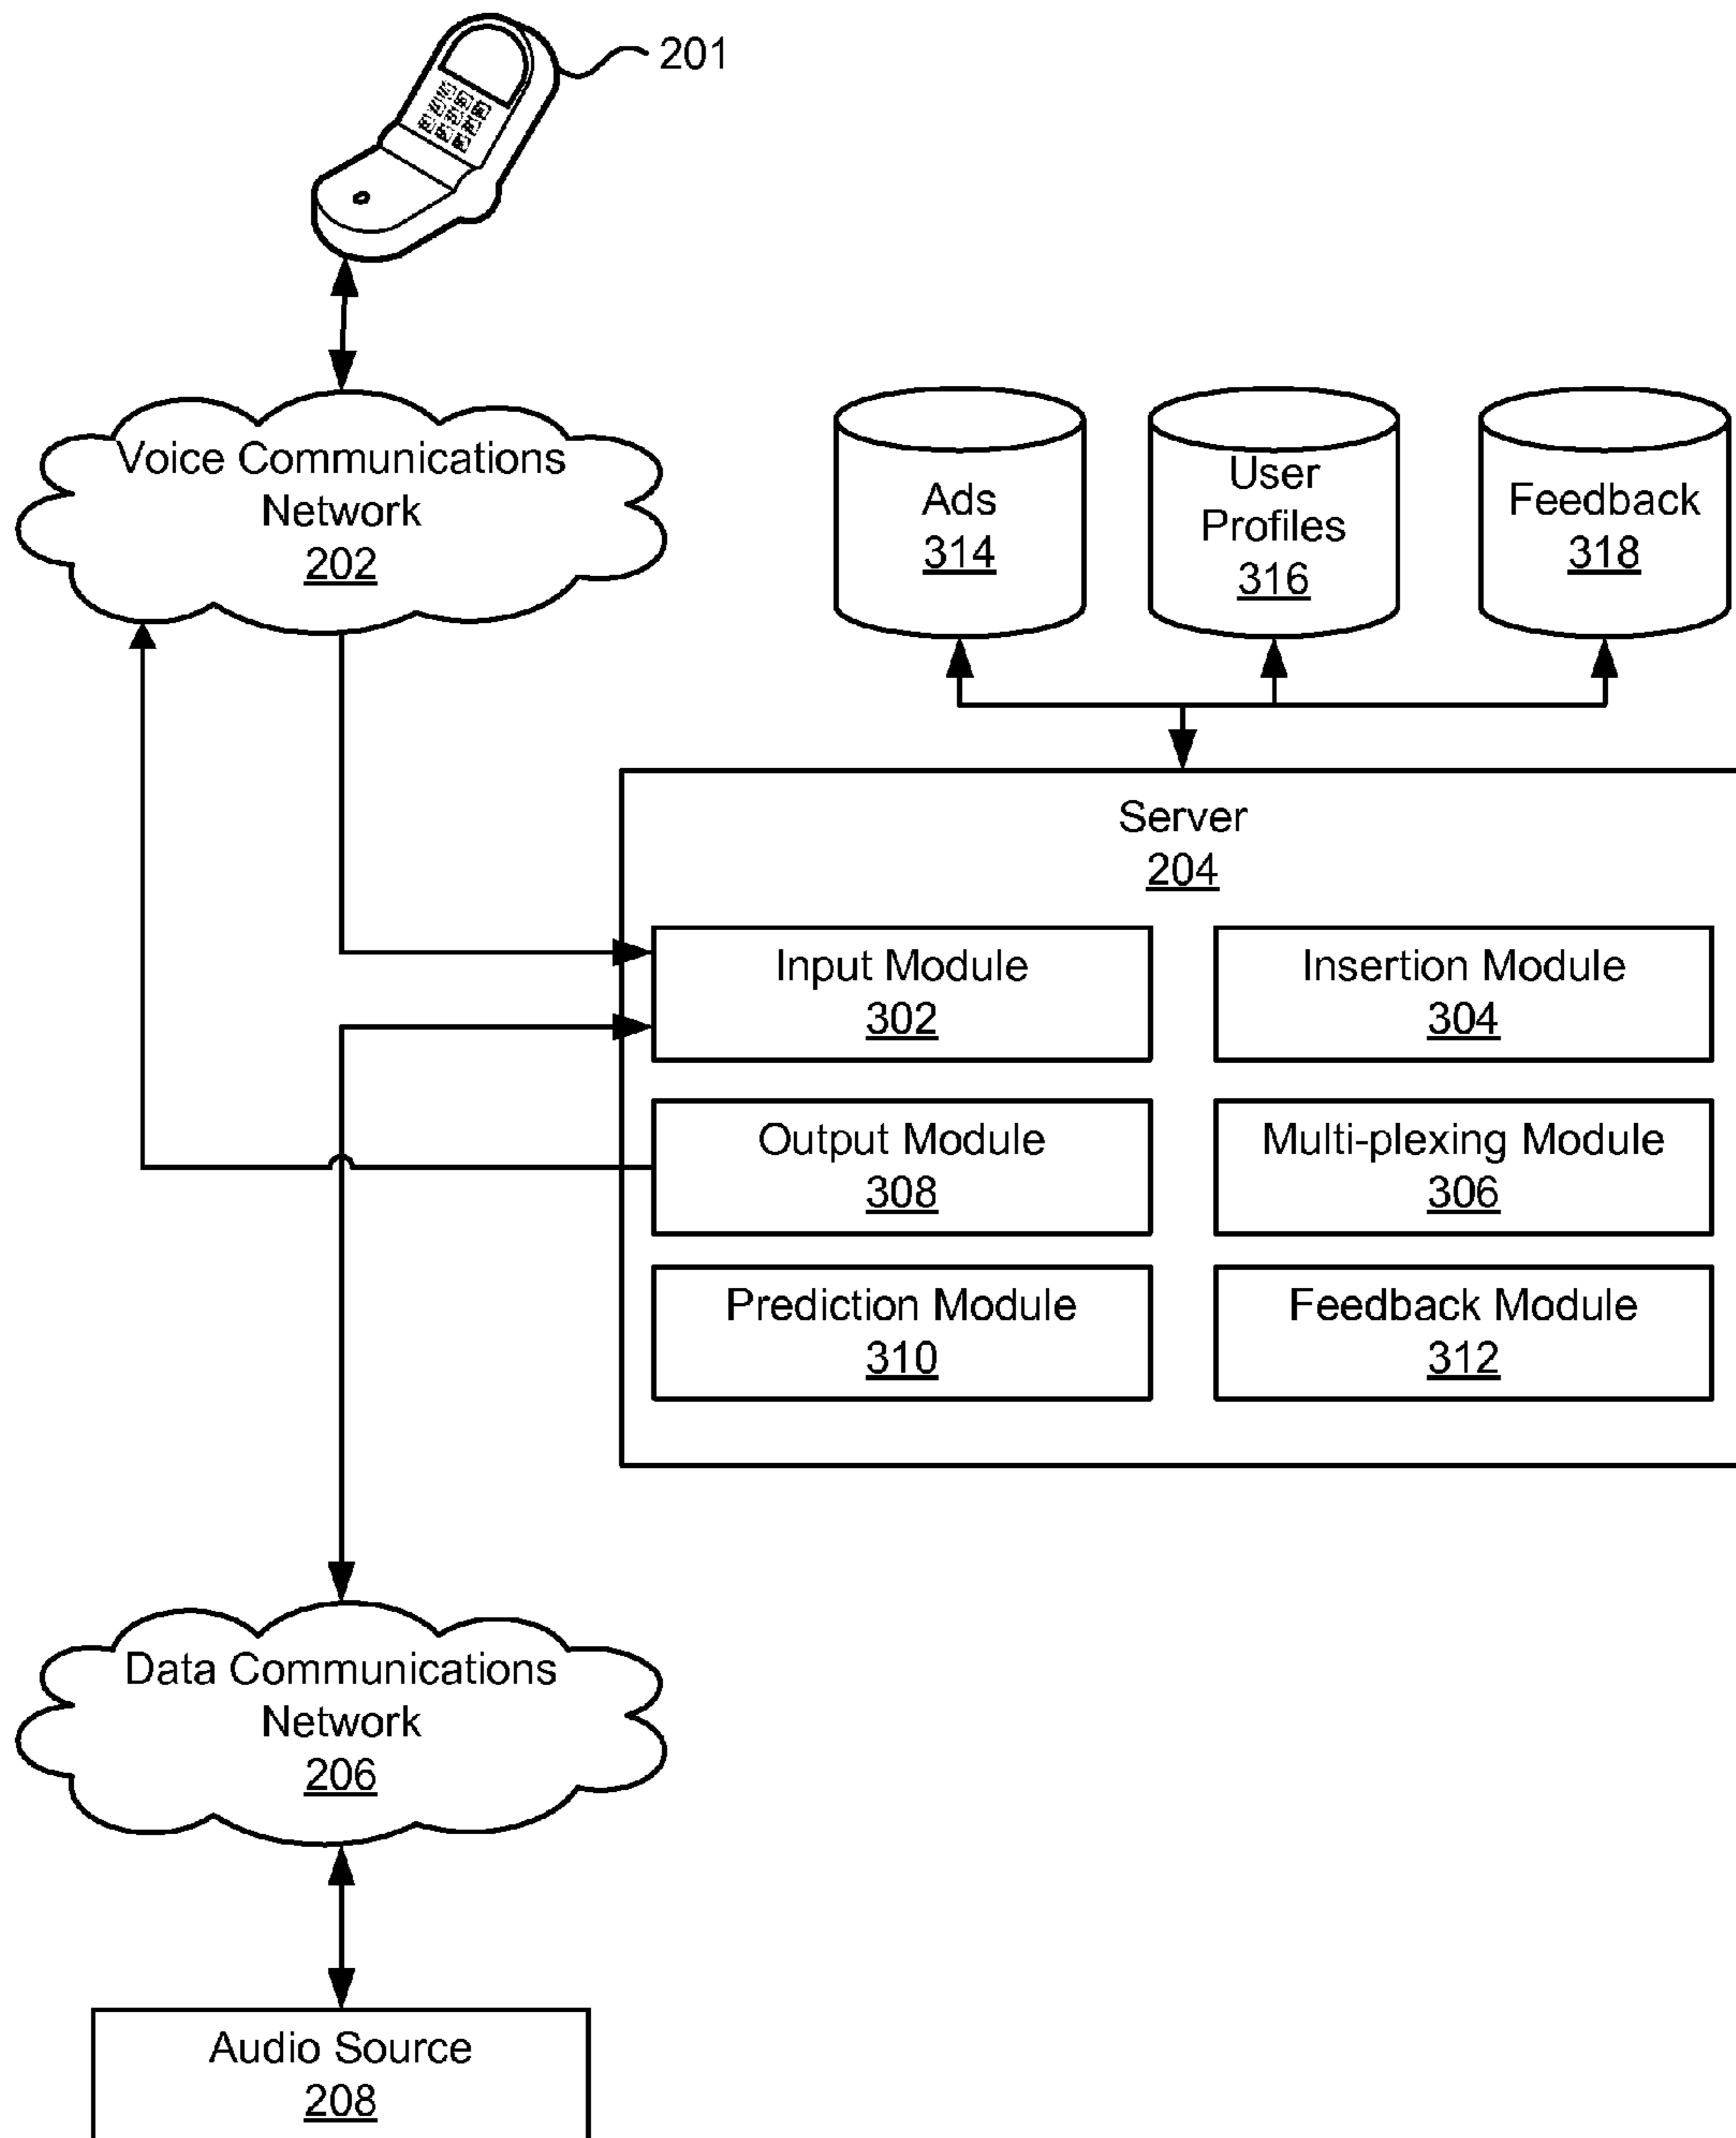 201
Voice Communications
Network
202
Ads
314
User
Profiles
316
Feedback
318
Server
204
Input Module
302
Insertion Module
304
Output Module
308
Multi-plexing Module
306
Prediction Module
310
Feedback Module
312
Data Communications
Network
206
Audio Source
208